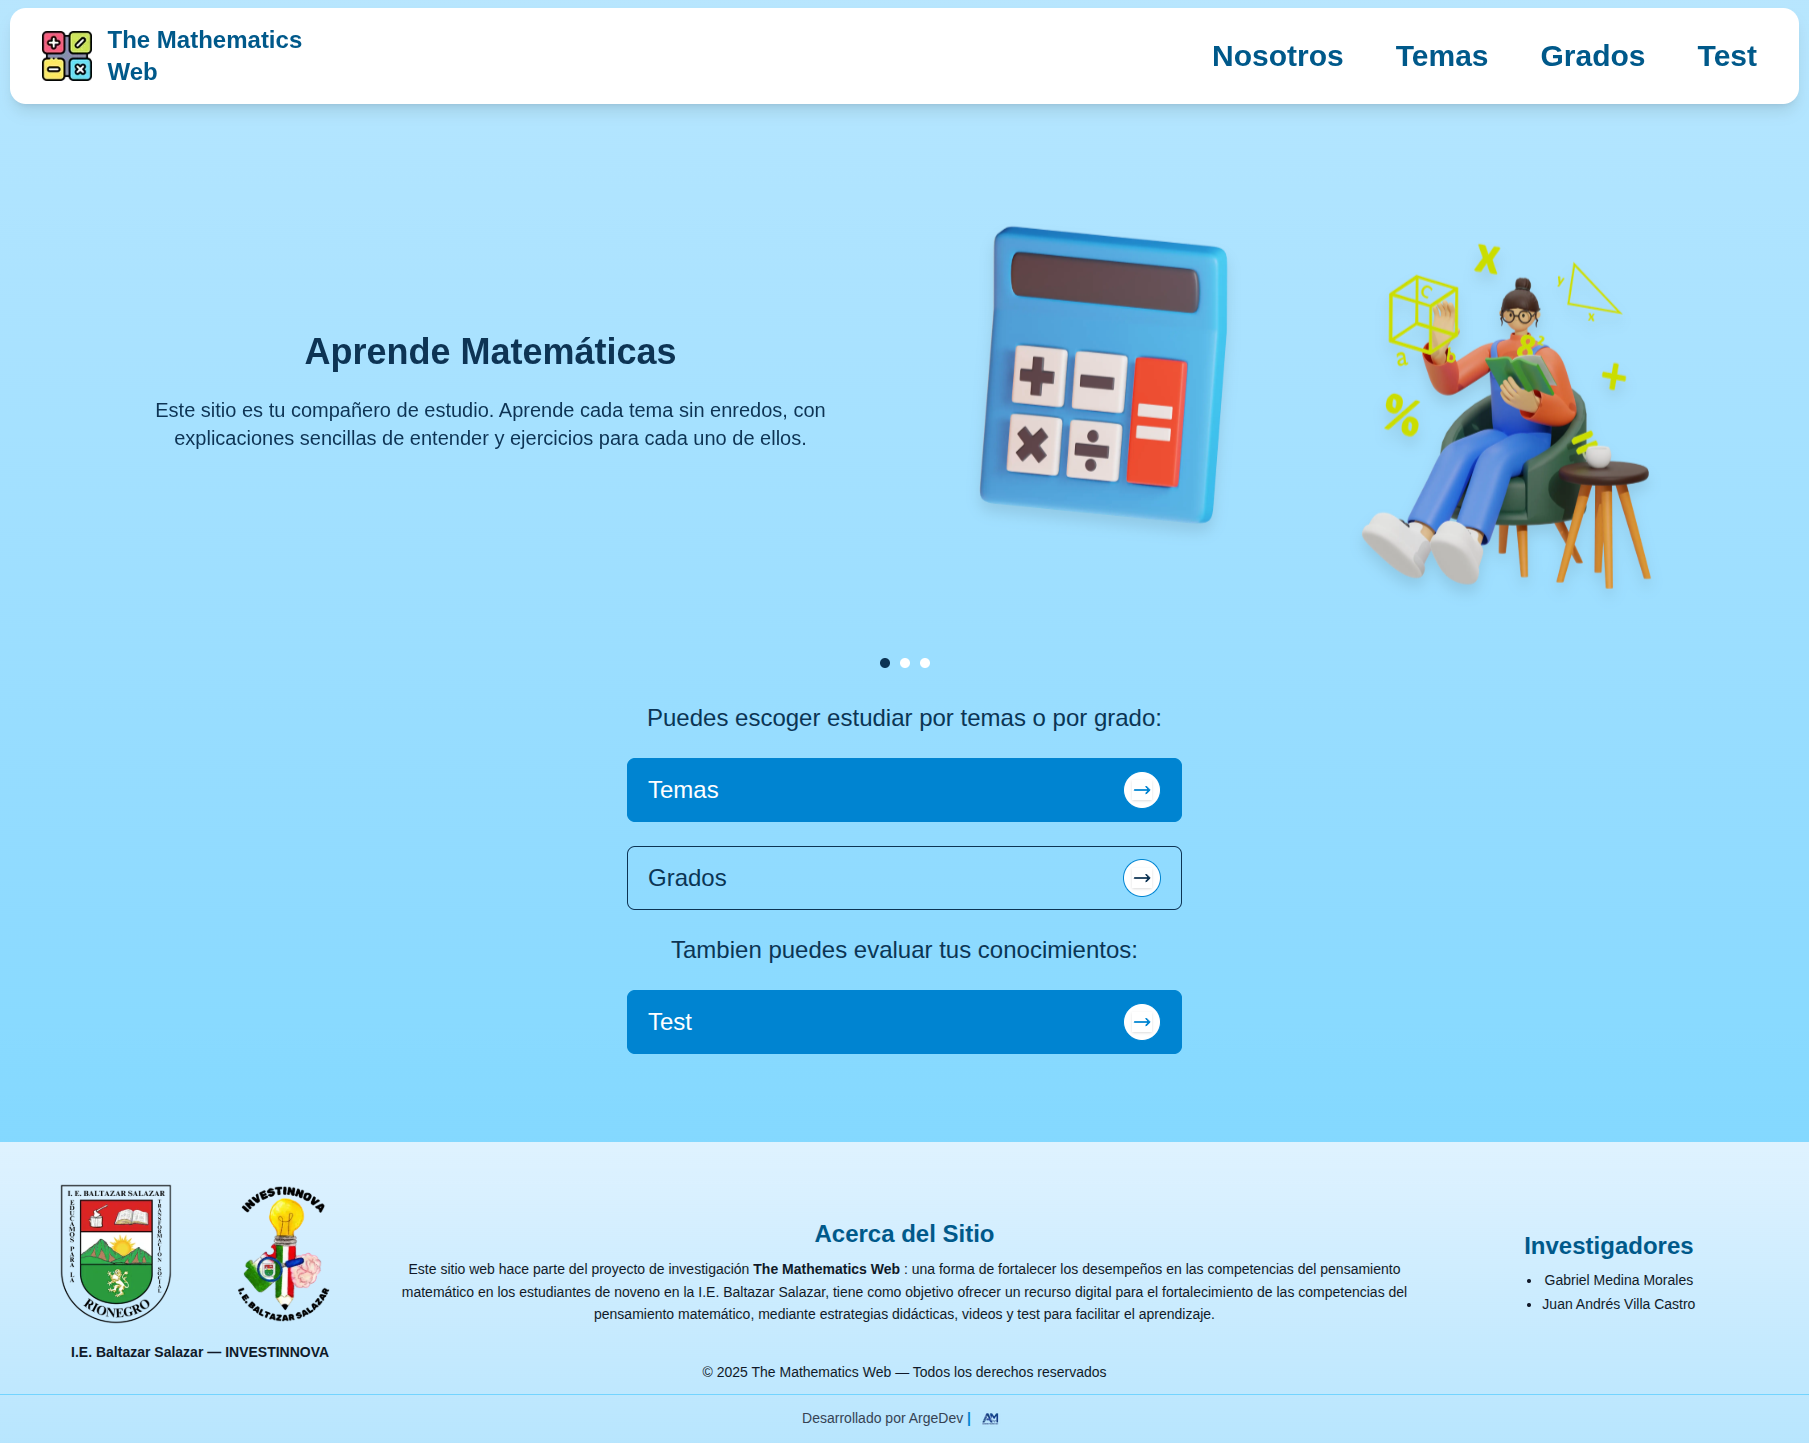 The Mathematics
Web
Nosotros
Temas
Grados
Test
Aprende Matemáticas
Este sitio es tu compañero de estudio. Aprende cada tema sin enredos, con
explicaciones sencillas de entender y ejercicios para cada uno de ellos.
X
C
a
b
y
x
8²
+
%
=
Puedes escoger estudiar por temas o por grado:
Temas
Grados
Tambien puedes evaluar tus conocimientos:
Test
I. E. BALTAZAR SALAZAR
EDUCAMOS PARA LA
TRANSFORMACIÓN SOCIAL
RIONEGRO
INVESTINNOVA
I.E. BALTAZAR SALAZAR
I.E. Baltazar Salazar — INVESTINNOVA
Acerca del Sitio
Este sitio web hace parte del proyecto de investigación The Mathematics Web : una forma de fortalecer los desempeños en las competencias del pensamiento
matemático en los estudiantes de noveno en la I.E. Baltazar Salazar, tiene como objetivo ofrecer un recurso digital para el fortalecimiento de las competencias del
pensamiento matemático, mediante estrategias didácticas, videos y test para facilitar el aprendizaje.
Investigadores
• Gabriel Medina Morales
• Juan Andrés Villa Castro
© 2025 The Mathematics Web — Todos los derechos reservados
Desarrollado por ArgeDev | AM